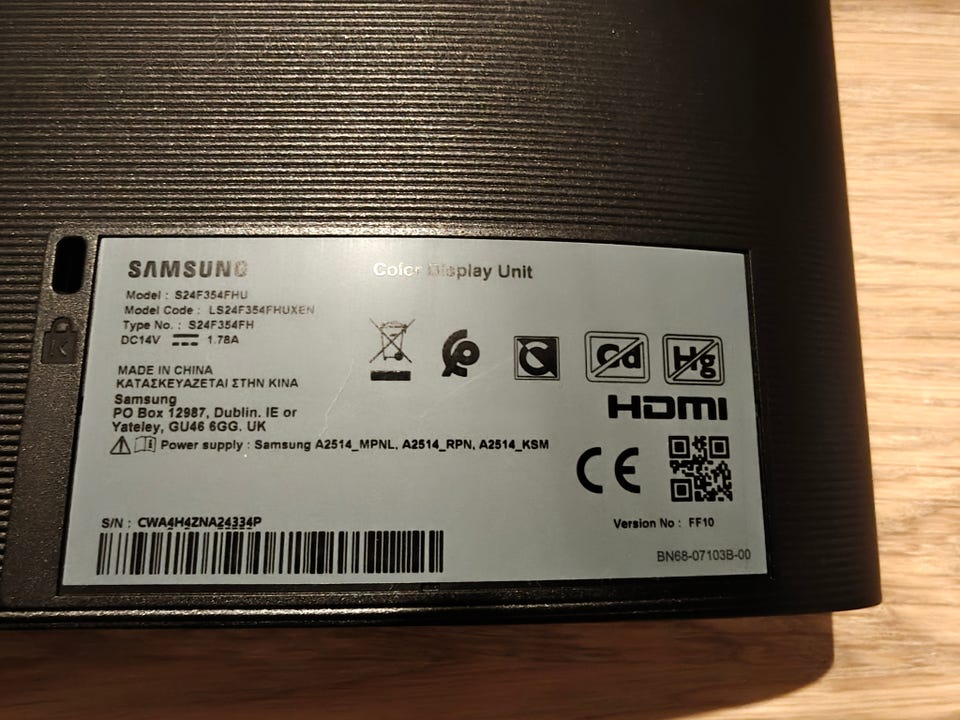 SAMSUNG
Color Display Unit
Model : S24F354FHU
Model Code : LS24F354FHUXEN
Type No. : S24F354FH
DC14V ⎓ 1.78A
MADE IN CHINA
ΚΑΤΑΣΚΕΥΑΖΕΤΑΙ ΣΤΗΝ ΚΙΝΑ
Samsung
PO Box 12987, Dublin. IE or
Yateley, GU46 6GG. UK
Power supply : Samsung A2514_MPNL, A2514_RPN, A2514_KSM
Cd
Hg
HDMI
CE
S/N : CWA4H4ZNA24334P
Version No : FF10
BN68-07103B-00
K